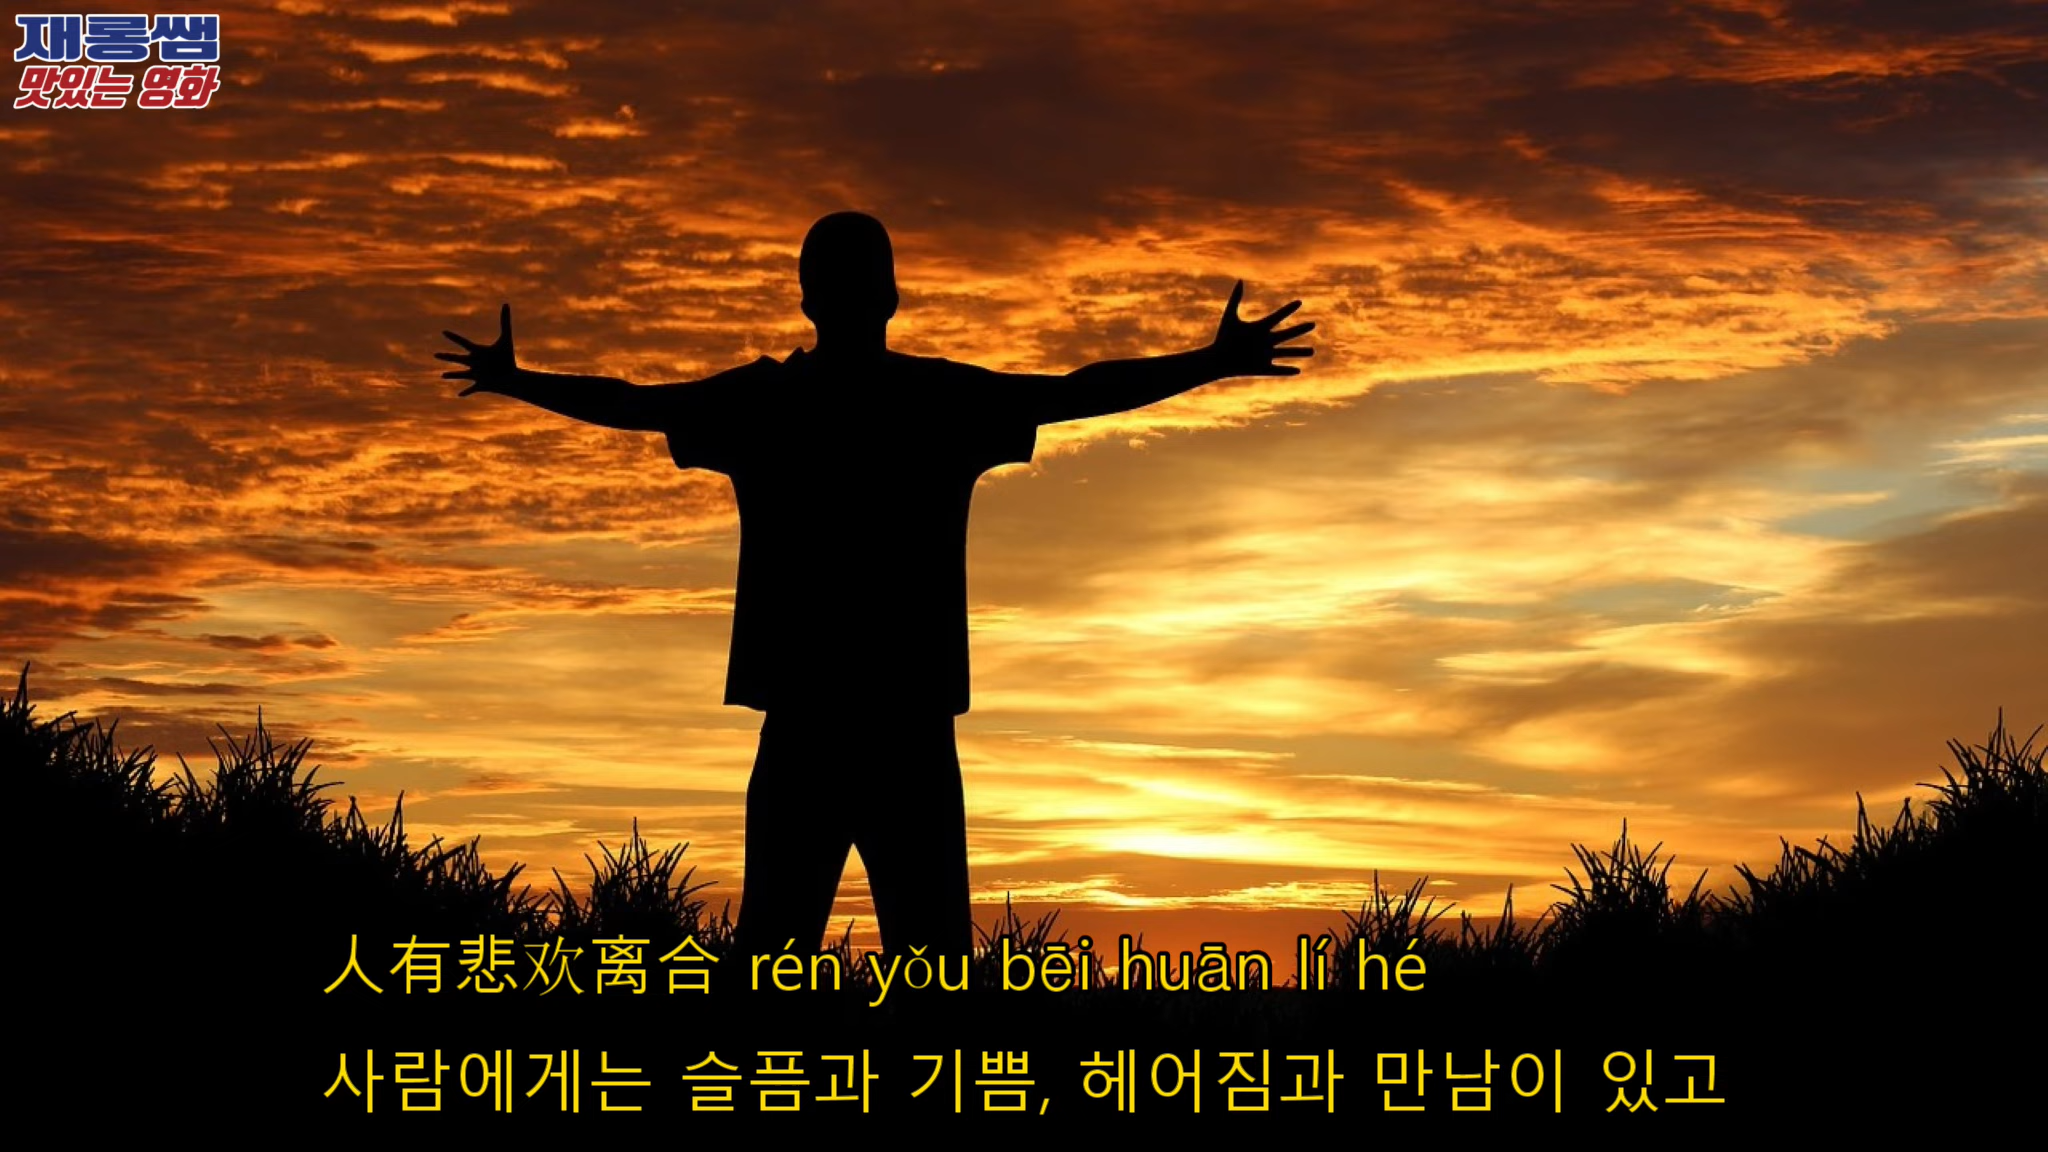 재롱쌤
맛있는 영화
人有悲欢离合 rén yǒu bēi huān lí hé
사람에게는 슬픔과 기쁨, 헤어짐과 만남이 있고